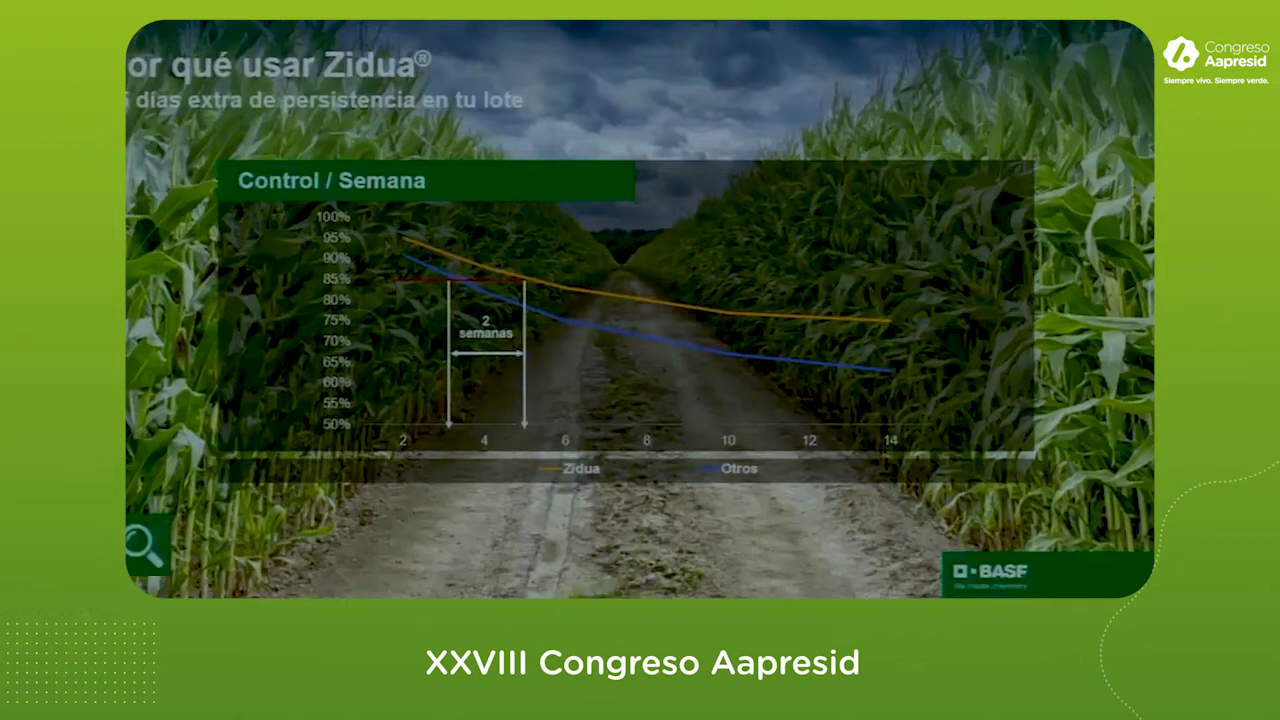 Congreso
Aapresid
Siempre vivo. Siempre verde.
or qué usar Zidua®
5 días extra de persistencia en tu lote
Control / Semana
100%
95%
90%
85%
80%
75%
70%
65%
60%
55%
50%
2
semanas
2 4 6 8 10 12 14
Zidua Otros
BASF
XXVIII Congreso Aapresid